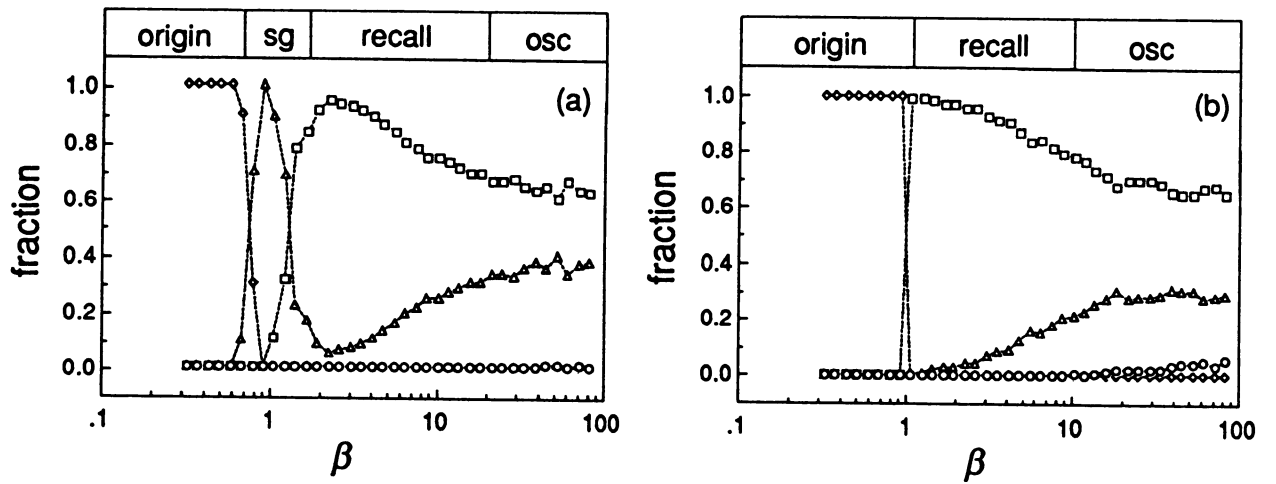 origin sg recall osc
(a)
1.0
0.8
0.6
0.4
0.2
0.0
fraction
.1 1 10 100
β
origin recall osc
(b)
1.0
0.8
0.6
0.4
0.2
0.0
fraction
.1 1 10 100
β